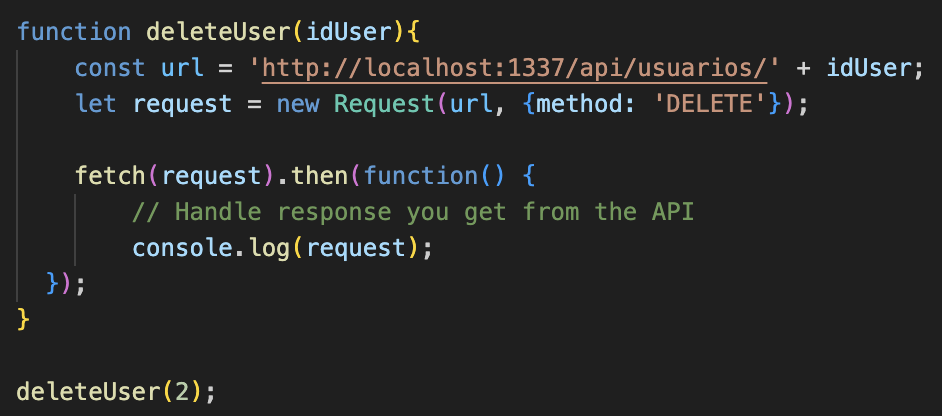 function deleteUser(idUser){
    const url = 'http://localhost:1337/api/usuarios/' + idUser;
    let request = new Request(url, {method: 'DELETE'});

    fetch(request).then(function() {
        // Handle response you get from the API
        console.log(request);
  });
}

deleteUser(2);